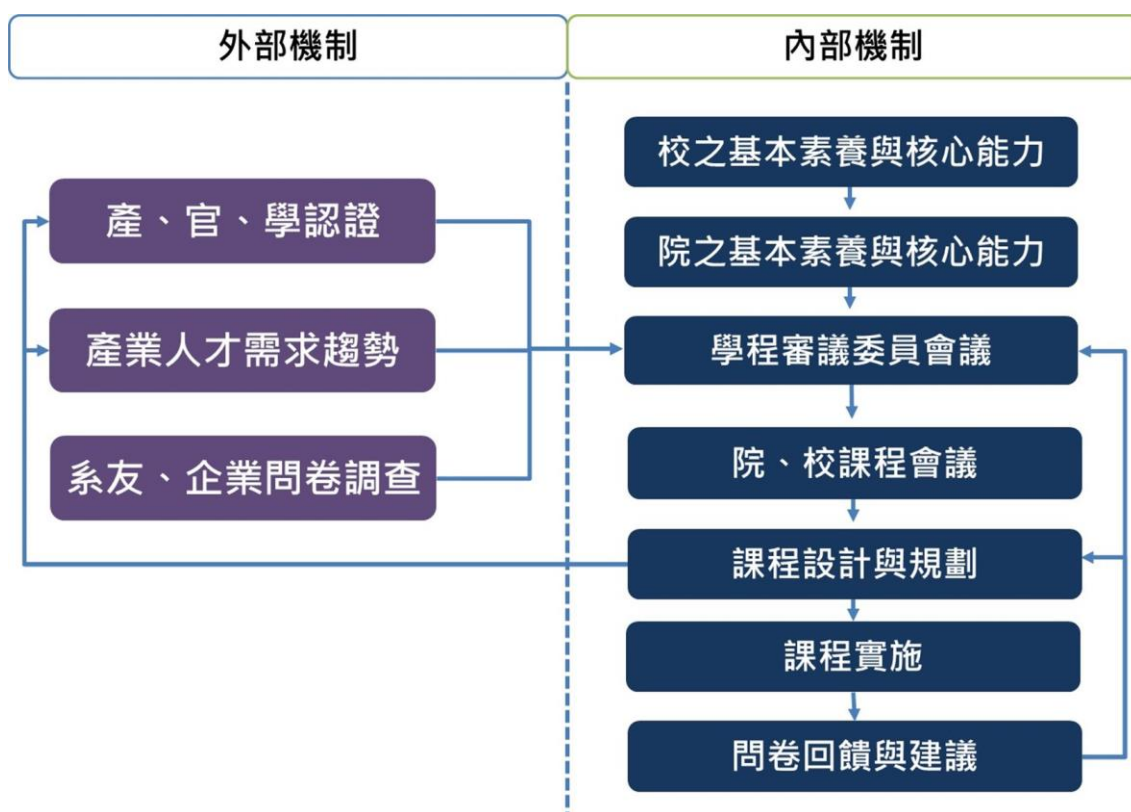 外部機制
內部機制
產、官、學認證
產業人才需求趨勢
系友、企業問卷調查
校之基本素養與核心能力
院之基本素養與核心能力
學程審議委員會議
院、校課程會議
課程設計與規劃
課程實施
問卷回饋與建議